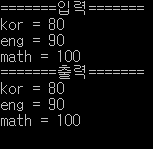 =======입력=======
kor = 80
eng = 90
math = 100
=======출력=======
kor = 80
eng = 90
math = 100